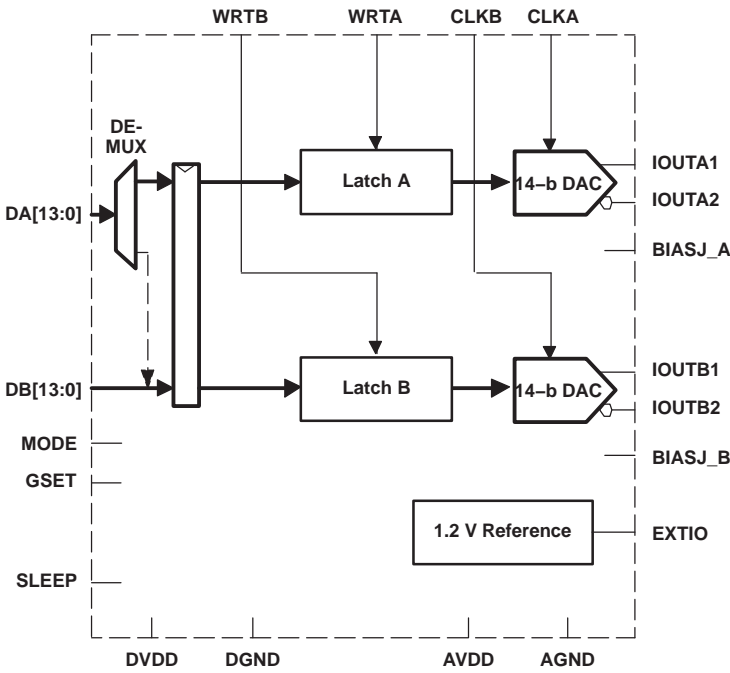 WRTB WRTA CLKB CLKA
DE-
MUX
Latch A
14–b DAC
IOUTA1
IOUTA2
DA[13:0]
BIASJ_A
DB[13:0]
Latch B
14–b DAC
IOUTB1
IOUTB2
MODE
BIASJ_B
GSET
1.2 V Reference
EXTIO
SLEEP
DVDD DGND AVDD AGND